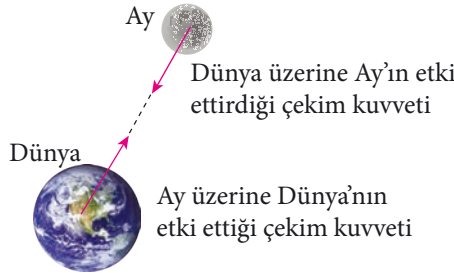 Ay
Dünya üzerine Ay'ın etki
ettirdiği çekim kuvveti
Dünya
Ay üzerine Dünya'nın
etki ettiği çekim kuvveti